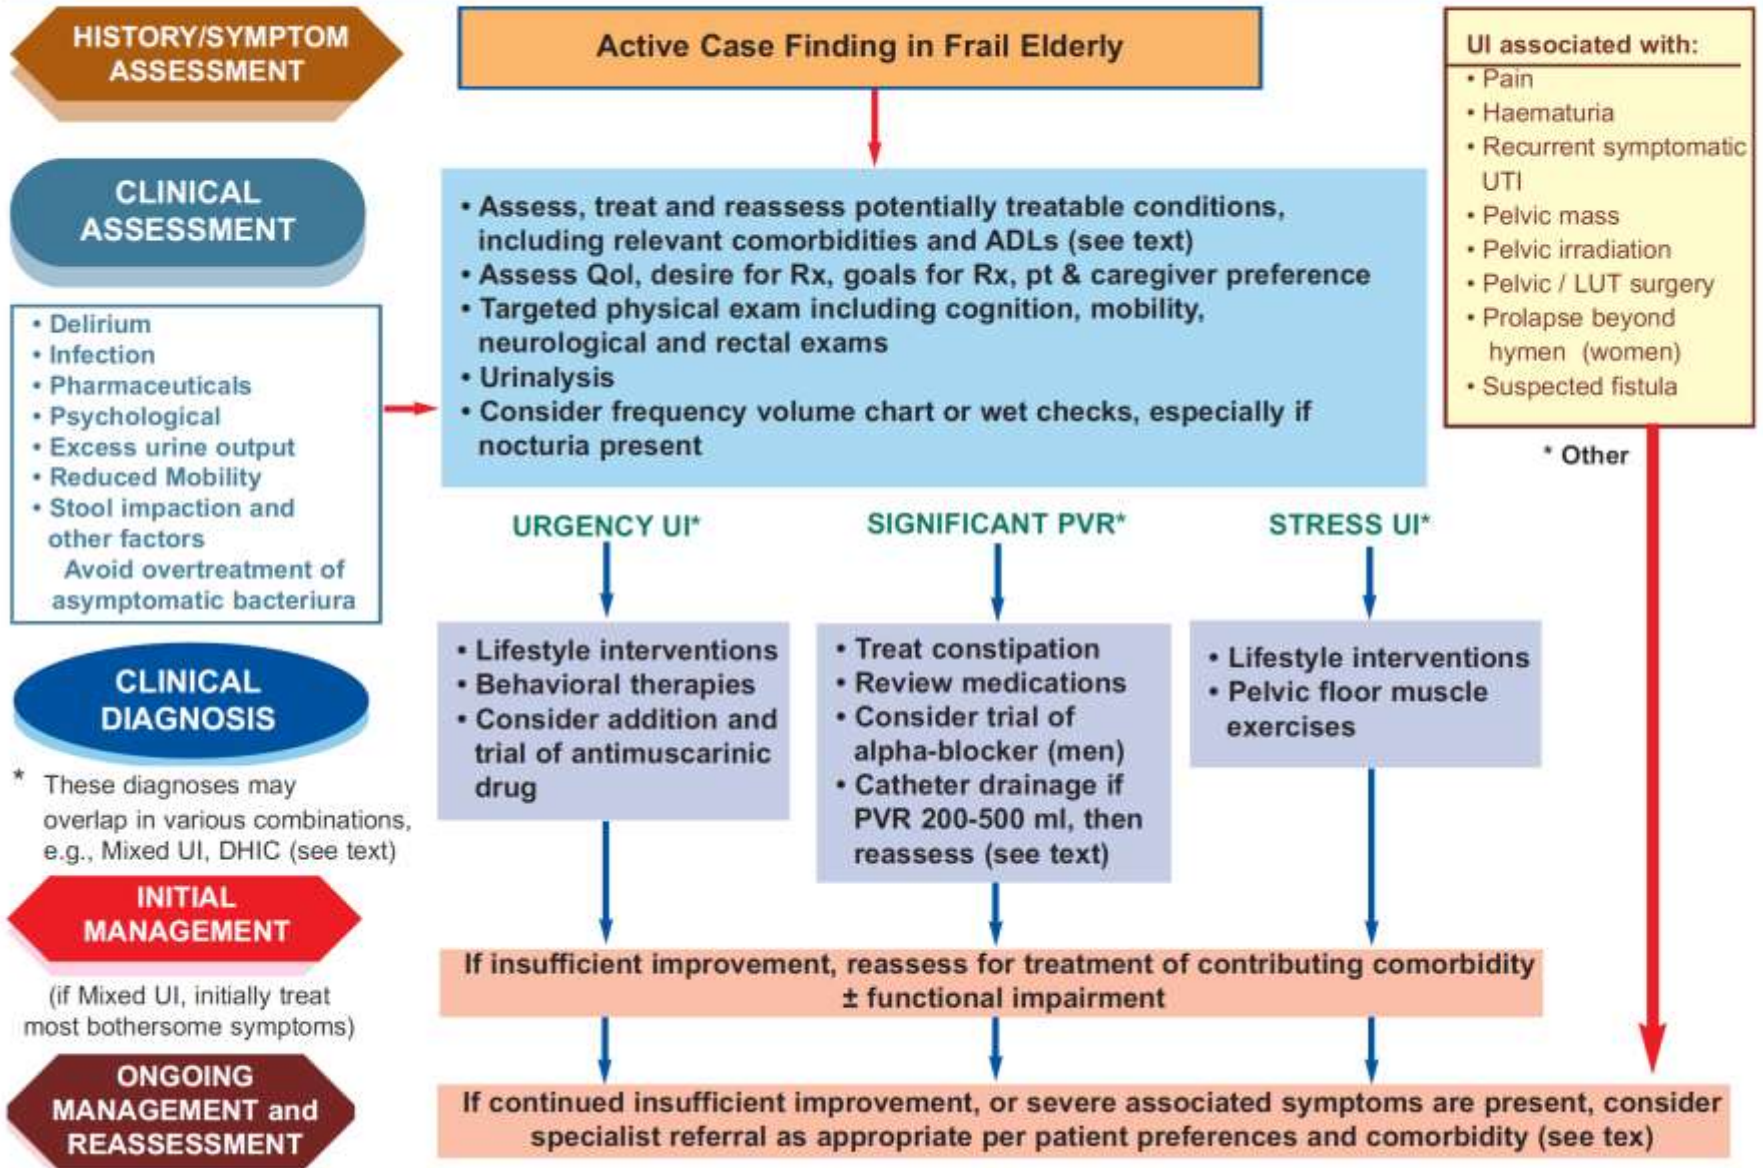 HISTORY/SYMPTOM
ASSESSMENT
Active Case Finding in Frail Elderly
UI associated with:
• Pain
• Haematuria
• Recurrent symptomatic
UTI
• Pelvic mass
• Pelvic irradiation
• Pelvic / LUT surgery
• Prolapse beyond
hymen (women)
• Suspected fistula
* Other
CLINICAL
ASSESSMENT
• Assess, treat and reassess potentially treatable conditions,
including relevant comorbidities and ADLs (see text)
• Assess Qol, desire for Rx, goals for Rx, pt & caregiver preference
• Targeted physical exam including cognition, mobility,
neurological and rectal exams
• Urinalysis
• Consider frequency volume chart or wet checks, especially if
nocturia present
• Delirium
• Infection
• Pharmaceuticals
• Psychological
• Excess urine output
• Reduced Mobility
• Stool impaction and
other factors
Avoid overtreatment of
asymptomatic bacteriura
URGENCY UI*
SIGNIFICANT PVR*
STRESS UI*
CLINICAL
DIAGNOSIS
* These diagnoses may
overlap in various combinations,
e.g., Mixed UI, DHIC (see text)
• Lifestyle interventions
• Behavioral therapies
• Consider addition and
trial of antimuscarinic
drug
• Treat constipation
• Review medications
• Consider trial of
alpha-blocker (men)
• Catheter drainage if
PVR 200-500 ml, then
reassess (see text)
• Lifestyle interventions
• Pelvic floor muscle
exercises
INITIAL
MANAGEMENT
(if Mixed UI, initially treat
most bothersome symptoms)
If insufficient improvement, reassess for treatment of contributing comorbidity
± functional impairment
ONGOING
MANAGEMENT and
REASSESSMENT
If continued insufficient improvement, or severe associated symptoms are present, consider
specialist referral as appropriate per patient preferences and comorbidity (see tex)